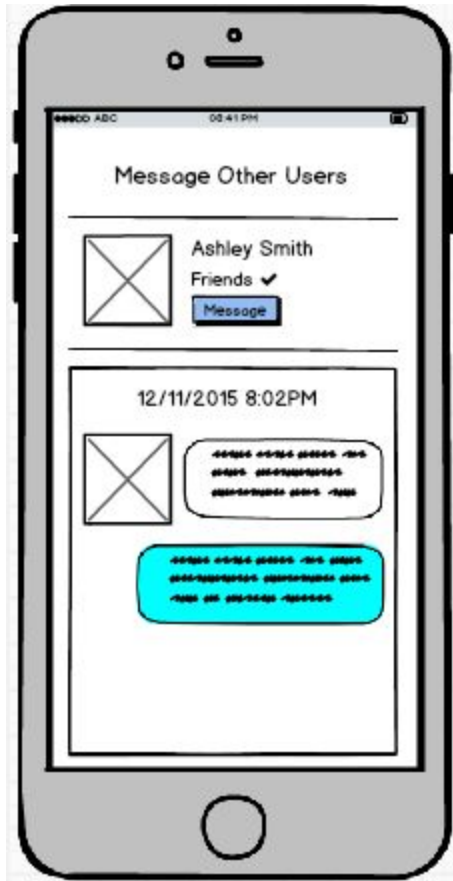 ABC 08:41 PM
Message Other Users
Ashley Smith
Friends ✔
Message
12/11/2015 8:02PM